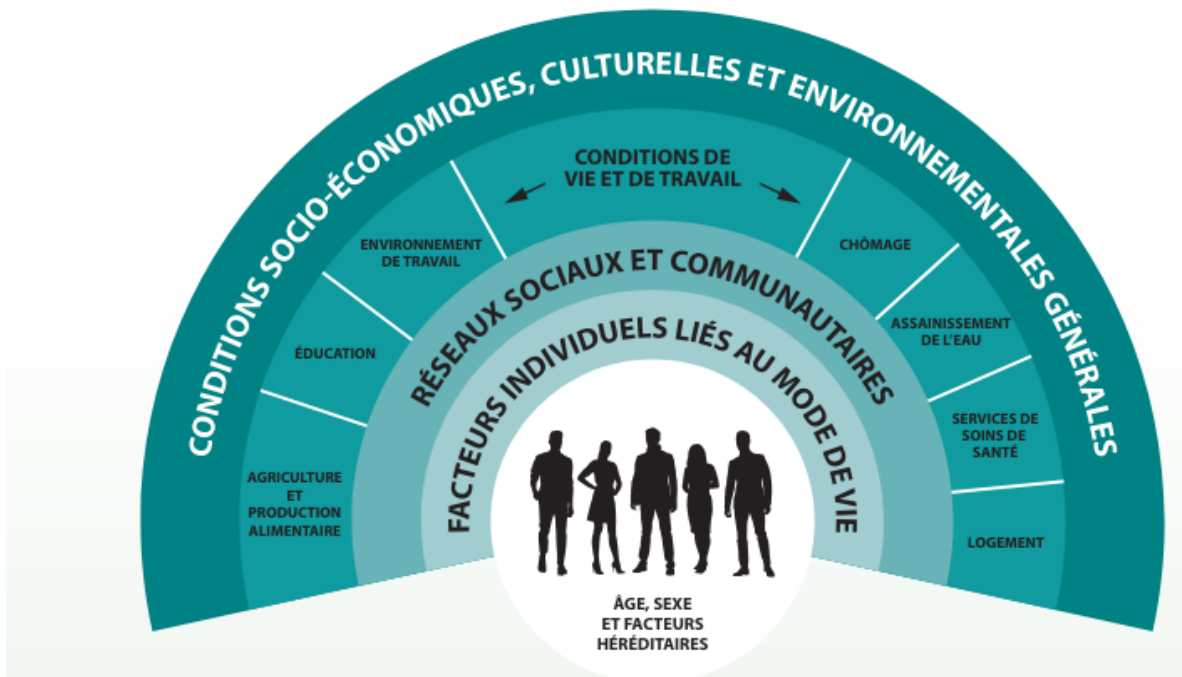 CONDITIONS SOCIO-ÉCONOMIQUES, CULTURELLES ET ENVIRONNEMENTALES GÉNÉRALES
CONDITIONS DE
VIE ET DE TRAVAIL
AGRICULTURE
ET
PRODUCTION
ALIMENTAIRE
ÉDUCATION
ENVIRONNEMENT
DE TRAVAIL
CHÔMAGE
ASSAINISSEMENT
DE L'EAU
SERVICES DE
SOINS DE
SANTÉ
LOGEMENT
RÉSEAUX SOCIAUX ET COMMUNAUTAIRES
FACTEURS INDIVIDUELS LIÉS AU MODE DE VIE
ÂGE, SEXE
ET FACTEURS
HÉRÉDITAIRES